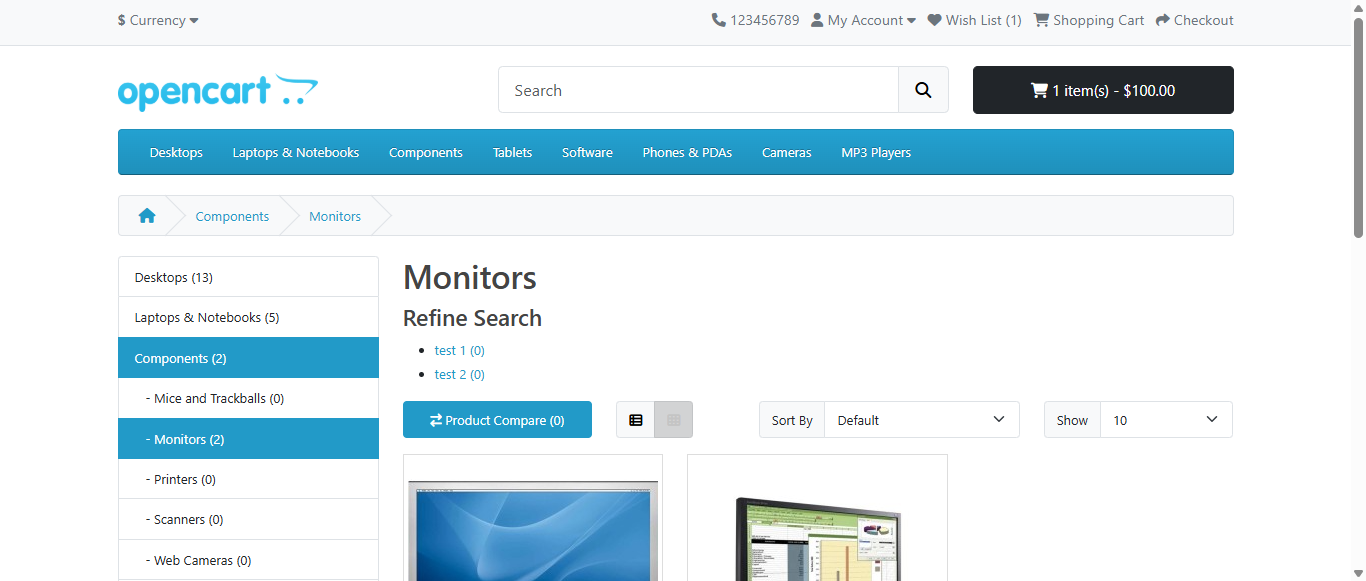 $ Currency
123456789 My Account Wish List (1) Shopping Cart Checkout
opencart
Search
1 item(s) - $100.00
Desktops Laptops & Notebooks Components Tablets Software Phones & PDAs Cameras MP3 Players
Components Monitors
Desktops (13)
Laptops & Notebooks (5)
Components (2)
- Mice and Trackballs (0)
- Monitors (2)
- Printers (0)
- Scanners (0)
- Web Cameras (0)
Monitors
Refine Search
test 1 (0)
test 2 (0)
Product Compare (0)
Sort By Default
Show 10